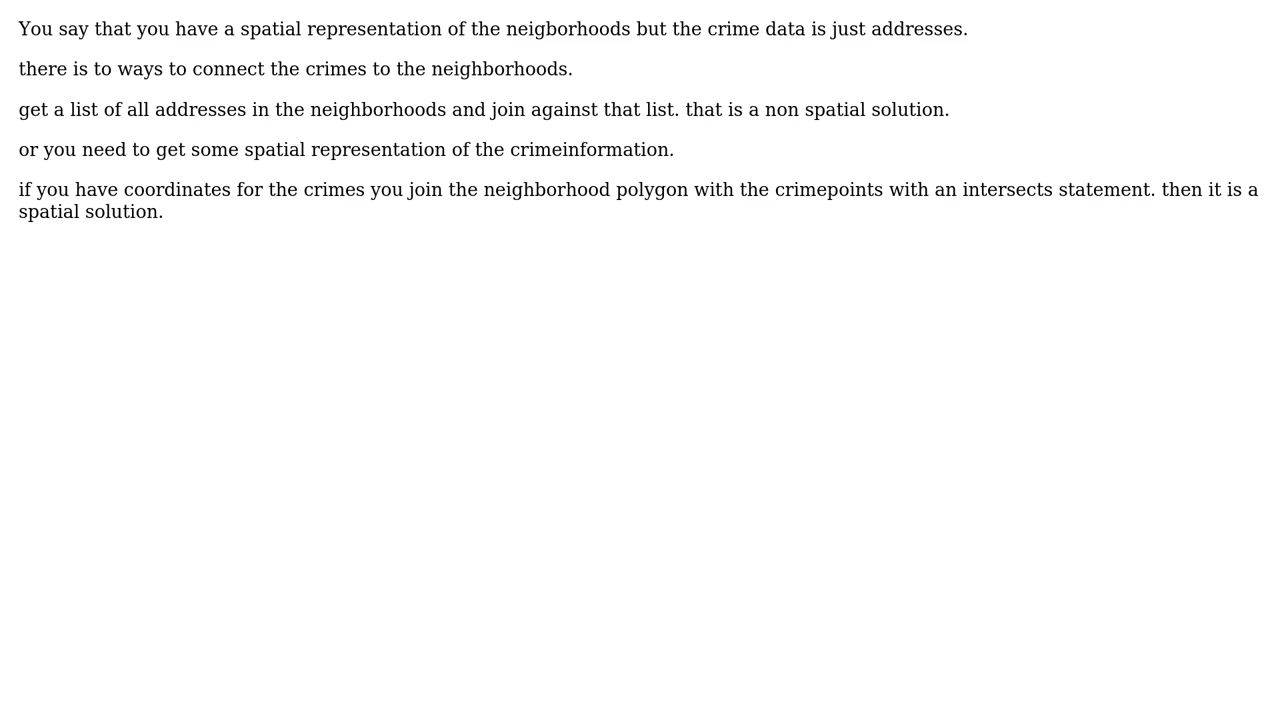 You say that you have a spatial representation of the neigborhoods but the crime data is just addresses.
there is to ways to connect the crimes to the neighborhoods.
get a list of all addresses in the neighborhoods and join against that list. that is a non spatial solution.
or you need to get some spatial representation of the crimeinformation.
if you have coordinates for the crimes you join the neighborhood polygon with the crimepoints with an intersects statement. then it is a
spatial solution.